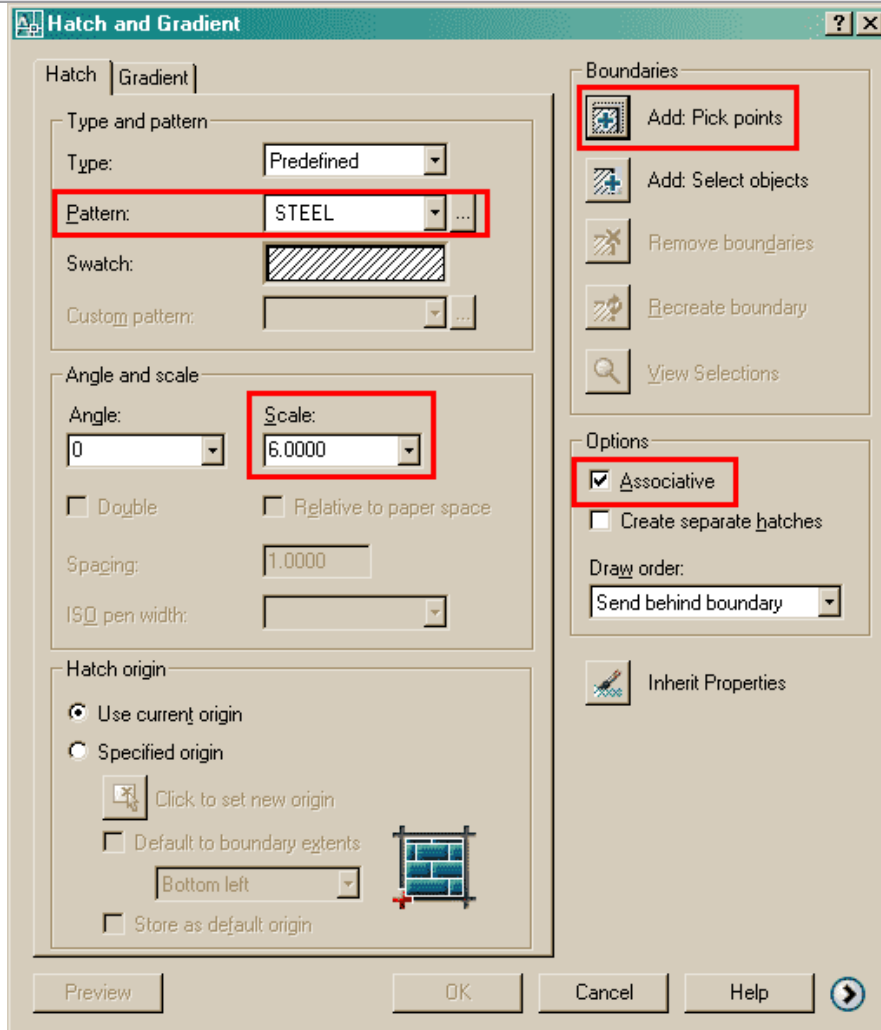 Hatch and Gradient
Hatch
Gradient
Type and pattern
Type:
Predefined
Pattern:
STEEL
...
Swatch:
Custom pattern:
...
Angle and scale
Angle:
Scale:
0
6.0000
Double
Relative to paper space
Spacing:
1.0000
ISO pen width:
Hatch origin
Use current origin
Specified origin
Click to set new origin
Default to boundary extents
Bottom left
Store as default origin
Boundaries
Add: Pick points
Add: Select objects
Remove boundaries
Recreate boundary
View Selections
Options
Associative
Create separate hatches
Draw order:
Send behind boundary
Inherit Properties
Preview
OK
Cancel
Help